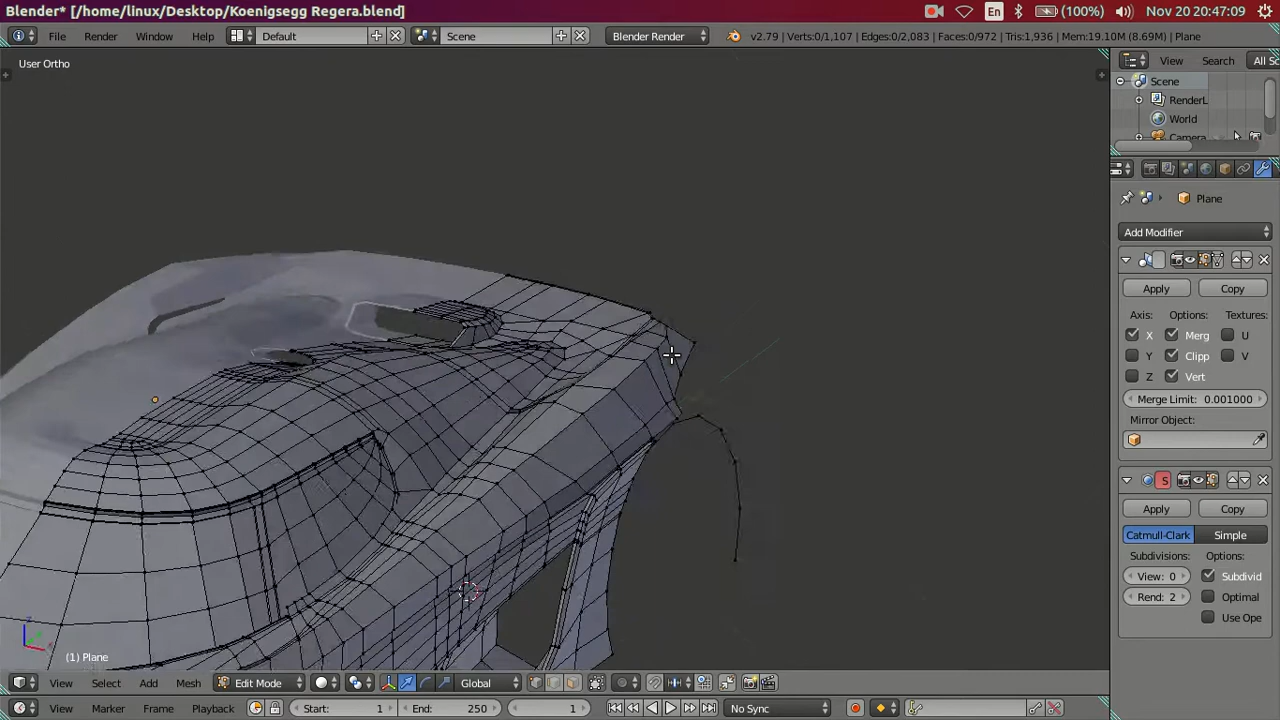 Blender* [/home/linux/Desktop/Koenigsegg Regera.blend]
En (100%) Nov 20 20:47:09
File Render Window Help Default Scene Blender Render v2.79 | Verts:0/1,107 | Edges:0/2,083 | Faces:0/972 | Tris:1,936 | Mem:19.10M (8.69M) | Plane
User Ortho
View Search All Sc
Scene
RenderL
World
Camera
Plane
Add Modifier
Apply Copy
Axis: Options: Textures:
X Merg U
Y Clipp V
Z Vert
Merge Limit: 0.001000
Mirror Object:
S
Apply Copy
Catmull-Clark Simple
Subdivisions: Options:
View: 0 Subdivid
Rend: 2 Optimal
Use Ope
(1) Plane
View Select Add Mesh Edit Mode Global
View Marker Frame Playback Start: 1 End: 250 1 No Sync